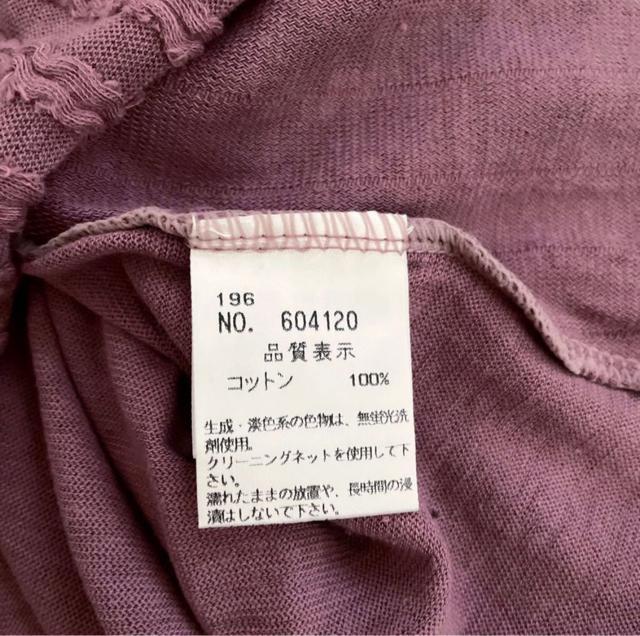 196
NO. 604120
品質表示
コットン 100%
生成・淡色系の色物は、無蛍光洗
剤使用。
クリーニングネットを使用して下
さい。
濡れたままの放置や、長時間の浸
漬はしないで下さい。